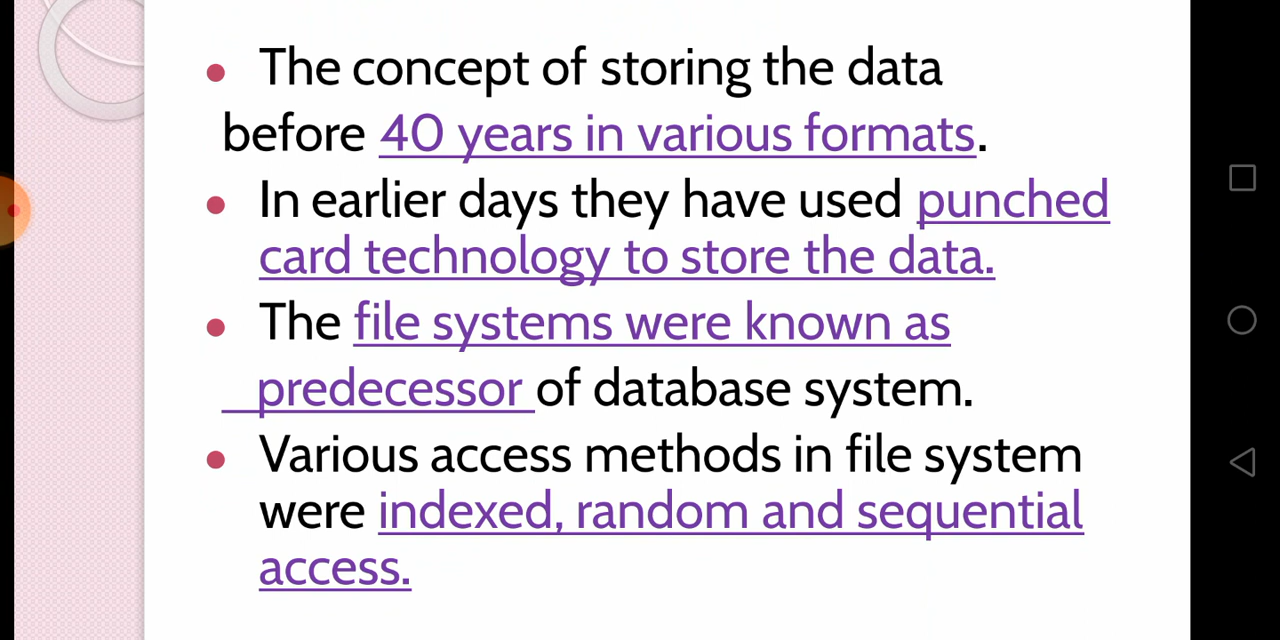 • The concept of storing the data
before 40 years in various formats.
• In earlier days they have used punched
card technology to store the data.
• The file systems were known as
predecessor of database system.
• Various access methods in file system
were indexed, random and sequential
access.